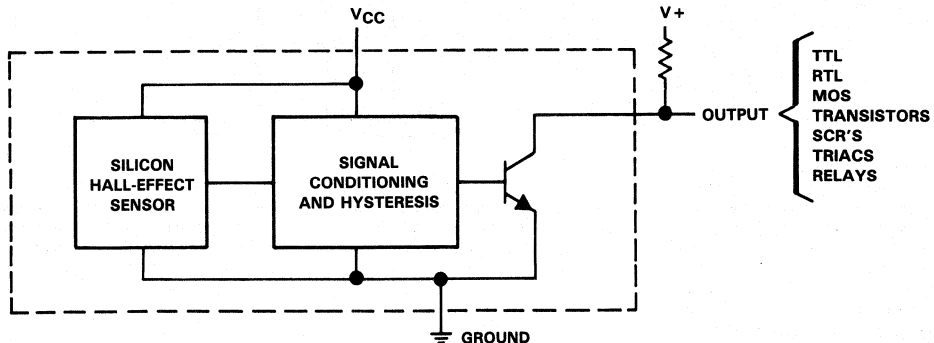 VCC
V+
SILICON
HALL-EFFECT
SENSOR
SIGNAL
CONDITIONING
AND HYSTERESIS
OUTPUT
TTL
RTL
MOS
TRANSISTORS
SCR'S
TRIACS
RELAYS
GROUND